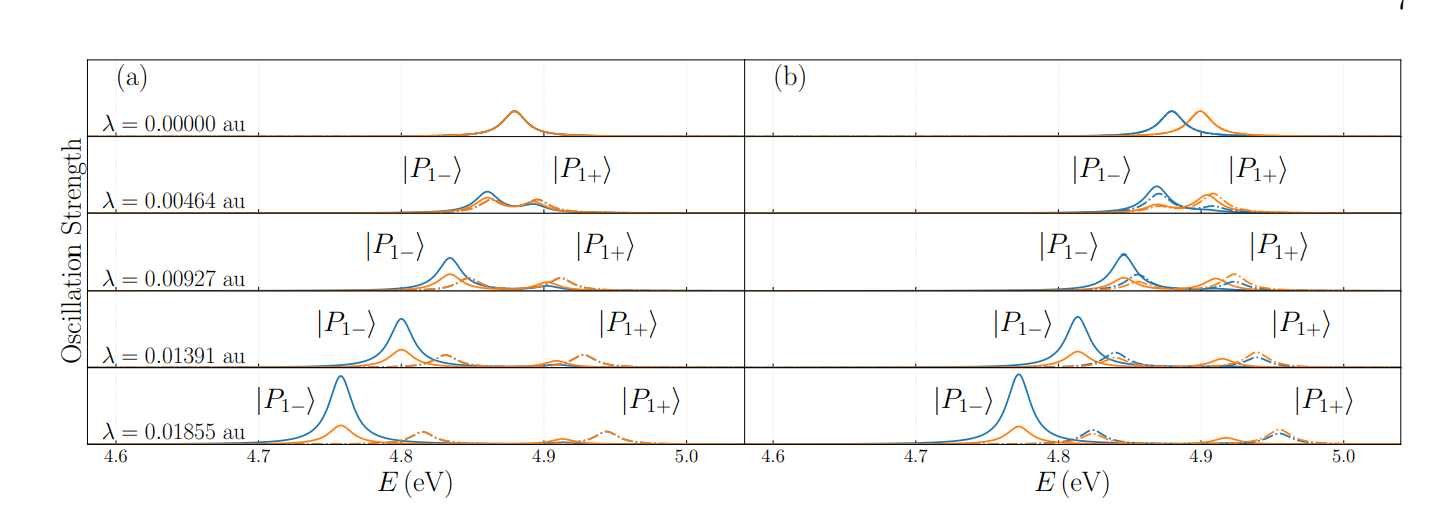 (a)
(b)
λ = 0.00000 au
|P₁₋⟩ |P₁₊⟩
|P₁₋⟩ |P₁₊⟩
λ = 0.00464 au
|P₁₋⟩ |P₁₊⟩
|P₁₋⟩ |P₁₊⟩
λ = 0.00927 au
|P₁₋⟩ |P₁₊⟩
|P₁₋⟩ |P₁₊⟩
λ = 0.01391 au
|P₁₋⟩ |P₁₊⟩
|P₁₋⟩ |P₁₊⟩
λ = 0.01855 au
Oscillation Strength
4.6 4.7 4.8 4.9 5.0
4.6 4.7 4.8 4.9 5.0
E (eV)
E (eV)